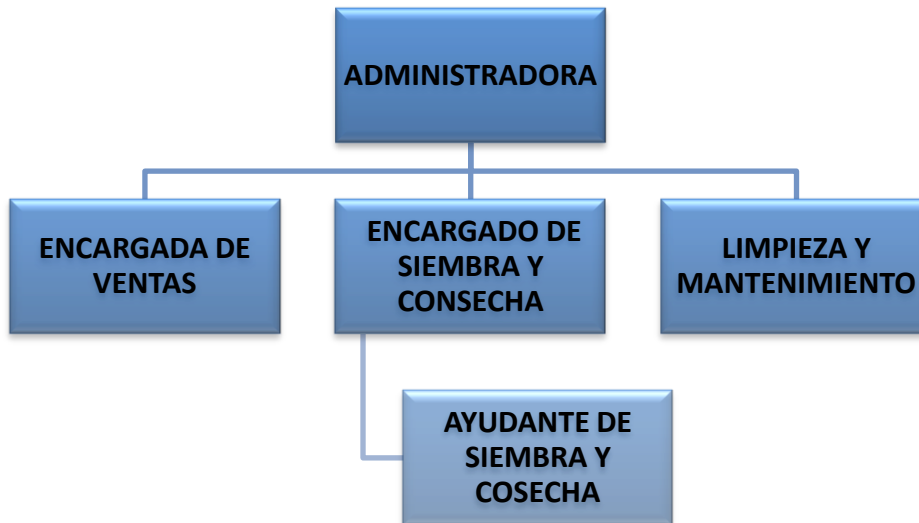 ADMINISTRADORA
ENCARGADA DE
VENTAS
ENCARGADO DE
SIEMBRA Y
CONSECHA
LIMPIEZA Y
MANTENIMIENTO
AYUDANTE DE
SIEMBRA Y
COSECHA